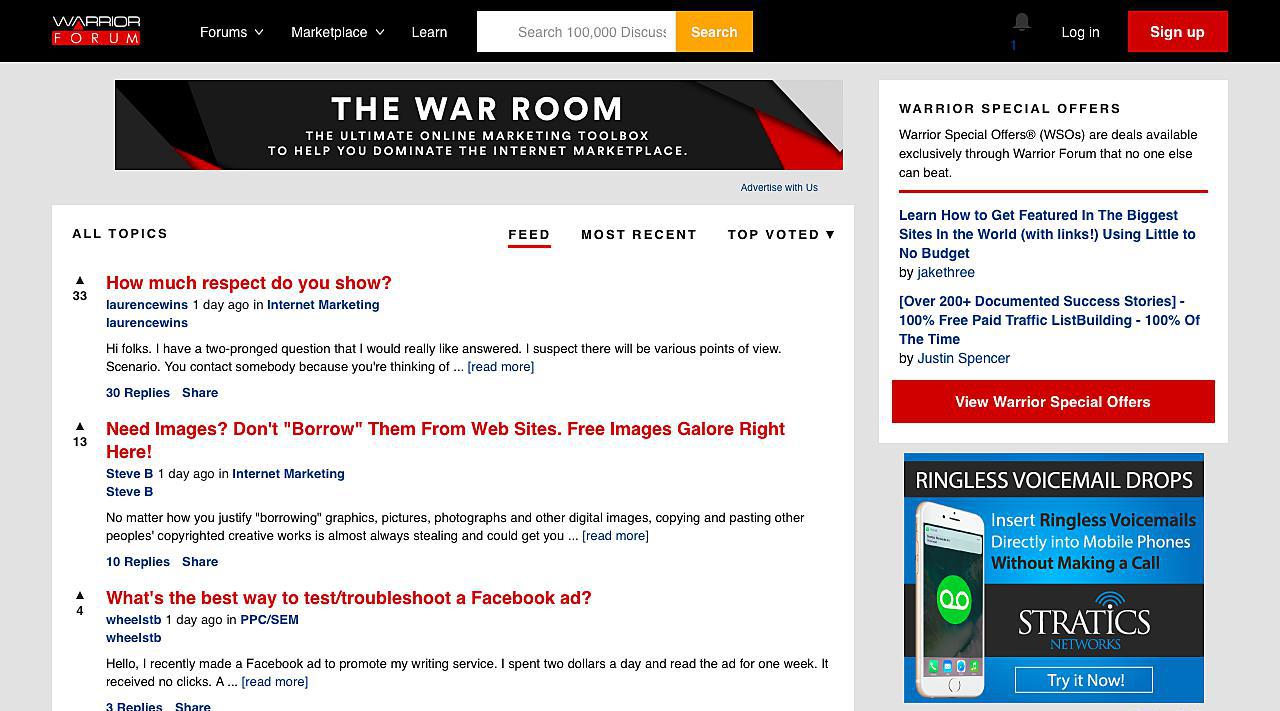 WARRIOR
FORUM
Forums
Marketplace
Learn
Search 100,000 Discuss
Search
1
Log in
Sign up
THE WAR ROOM
THE ULTIMATE ONLINE MARKETING TOOLBOX
TO HELP YOU DOMINATE THE INTERNET MARKETPLACE.
Advertise with Us
ALL TOPICS
FEED
MOST RECENT
TOP VOTED ▼
▲
33
How much respect do you show?
laurencewins 1 day ago in Internet Marketing
laurencewins
Hi folks. I have a two-pronged question that I would really like answered. I suspect there will be various points of view.
Scenario. You contact somebody because you're thinking of ... [read more]
30 Replies Share
▲
13
Need Images? Don't "Borrow" Them From Web Sites. Free Images Galore Right
Here!
Steve B 1 day ago in Internet Marketing
Steve B
No matter how you justify "borrowing" graphics, pictures, photographs and other digital images, copying and pasting other
peoples' copyrighted creative works is almost always stealing and could get you ... [read more]
10 Replies Share
▲
4
What's the best way to test/troubleshoot a Facebook ad?
wheelstb 1 day ago in PPC/SEM
wheelstb
Hello, I recently made a Facebook ad to promote my writing service. I spent two dollars a day and read the ad for one week. It
received no clicks. A ... [read more]
3 Replies Share
WARRIOR SPECIAL OFFERS
Warrior Special Offers® (WSOs) are deals available
exclusively through Warrior Forum that no one else
can beat.
Learn How to Get Featured In The Biggest
Sites In the World (with links!) Using Little to
No Budget
by jakethree
[Over 200+ Documented Success Stories] -
100% Free Paid Traffic ListBuilding - 100% Of
The Time
by Justin Spencer
View Warrior Special Offers
RINGLESS VOICEMAIL DROPS
Insert Ringless Voicemails
Directly into Mobile Phones
Without Making a Call
STRATICS
NETWORKS
Try it Now!